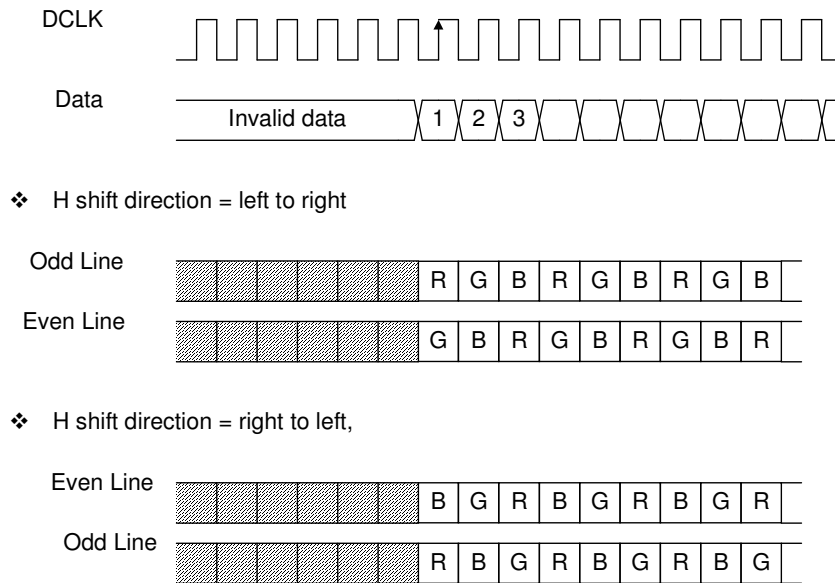 DCLK
Data
Invalid data 1 2 3
❖ H shift direction = left to right
Odd Line R G B R G B R G B
Even Line G B R G B R G B R
❖ H shift direction = right to left,
Even Line B G R B G R B G R
Odd Line R B G R B G R B G